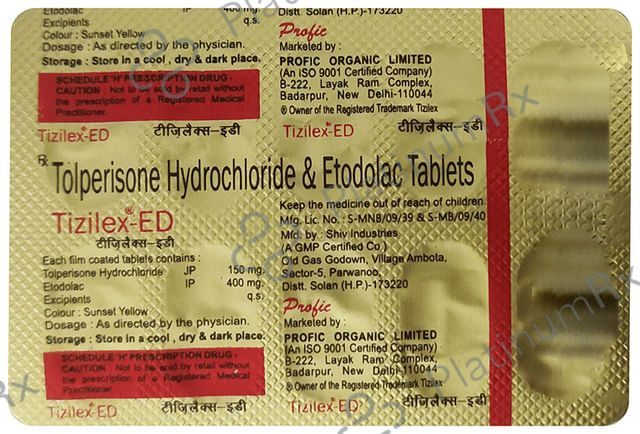 Etodolac IP 400 mg.
Excipients q.s.
Colour : Sunset Yellow
Dosage : As directed by the physician.
Storage : Store in a cool , dry & dark place.
SCHEDULE 'H' PRESCRIPTION DRUG -
CAUTION : Not to be sold by retail without
the prescription of a Registered Medical
Practitioner.
Tizilex®-ED टीज़िलैक्स-इडी
Distt. Solan (H.P.)-173220
Profic
Marketed by :
PROFIC ORGANIC LIMITED
(An ISO 9001 Certified Company)
B-222, Layak Ram Complex,
Badarpur, New Delhi-110044
® Owner of the Registered Trademark Tizilex
Tizilex®-ED टीज़िलैक्स-इडी
Rx Tolperisone Hydrochloride & Etodolac Tablets
Tizilex®-ED
टीज़िलैक्स-इडी
Each film coated tablets contains :
Tolperisone Hydrochloride JP 150 mg.
Etodolac IP 400 mg.
Excipients q.s.
Colour : Sunset Yellow
Dosage : As directed by the physician.
Storage : Store in a cool , dry & dark place.
SCHEDULE 'H' PRESCRIPTION DRUG -
CAUTION : Not to be sold by retail without
the prescription of a Registered Medical
Practitioner.
Tizilex®-ED टीज़िलैक्स-इडी
Keep the medicine out of reach of children.
Mfg. Lic. No. : S-MNB/09/39 & S-MB/09/40
Mfd. by : Shiv Industries
(A GMP Certified Co.)
Old Gas Godown, Village Ambota,
Sector-5, Parwanoo,
Distt. Solan (H.P.)-173220
Profic
Marketed by :
PROFIC ORGANIC LIMITED
(An ISO 9001 Certified Company)
B-222, Layak Ram Complex,
Badarpur, New Delhi-110044
® Owner of the Registered Trademark Tizilex
Tizilex®-ED टीज़िलैक्स-इडी
PlatinumRx